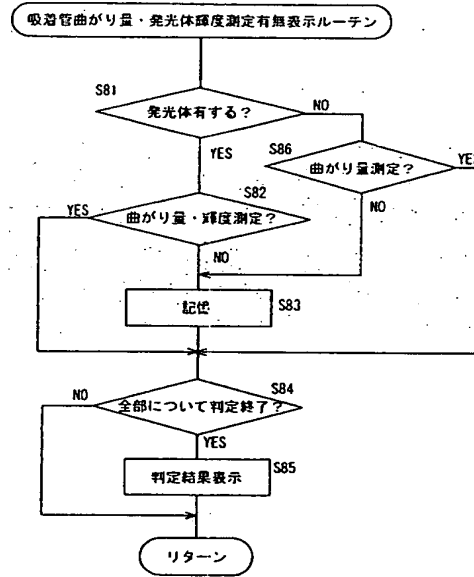 吸着管曲がり量・発光体輝度測定有無表示ルーチン
S81
発光体有する?
NO
S86
YES
曲がり量測定?
YES
S82
NO
YES
曲がり量・輝度測定?
NO
記憶
S83
S84
NO
全部について判定終了?
YES
判定結果表示
S85
リターン